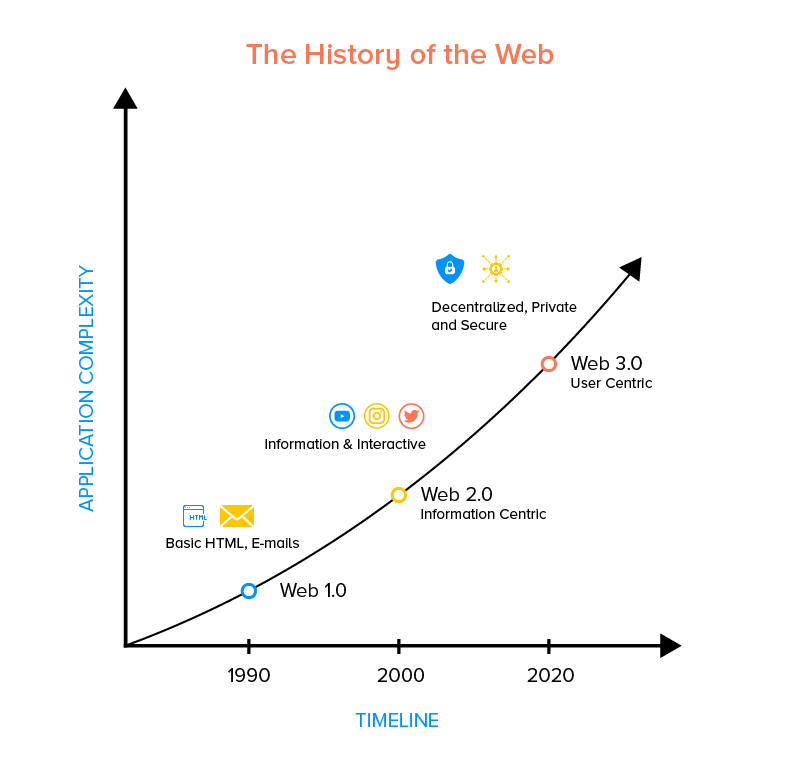 The History of the Web
APPLICATION COMPLEXITY
Decentralized, Private
and Secure
Web 3.0
User Centric
Information & Interactive
Web 2.0
Information Centric
HTML
Basic HTML, E-mails
Web 1.0
1990
2000
2020
TIMELINE